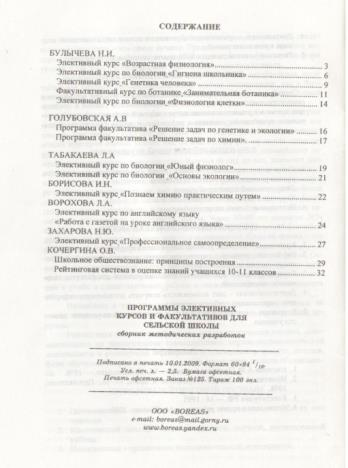 СОДЕРЖАНИЕ
БУЛЫЧЕВА Н.И.
Элективный курс «Возрастная физиология» 3
Элективный курс по биологии «Гигиена школьника» 6
Элективный курс «Генетика человека» 9
Факультативный курс по ботанике «Занимательная ботаника» 11
Элективный курс по биологии «Физиология клетки» 14
ГОЛУБОВСКАЯ А.В
Программа факультатива «Решение задач по генетике и экологии» 16
Программа факультатива «Решение задач по химии». 17
ТАБАКАЕВА Л.А
Элективный курс по биологии «Юный физиолог» 19
Элективный курс по биологии «Основы экологии» 21
БОРИСОВА И.Н.
Элективный курс «Познаем химию практическим путем» 22
ВОРОХОВА Л.А.
Элективный курс по английскому языку
«Работа с газетой на уроке английского языка» 24
ЗАХАРОВА Н.Ю.
Элективный курс «Профессиональное самоопределение» 27
КОЧЕРГИНА О.В.
Школьное обществознание: принципы построения 29
Рейтинговая система в оценке знаний учащихся 10-11 классов 32
ПРОГРАММЫ ЭЛЕКТИВНЫХ
КУРСОВ И ФАКУЛЬТАТИВОВ ДЛЯ
СЕЛЬСКОЙ ШКОЛЫ
сборник методических разработок
Подписано в печать 10.01.2009. Формат 60×84 1/16.
Усл. печ. л. – 2,5. Бумага офсетная.
Печать офсетная. Заказ №125. Тираж 100 экз.
ООО «BOREAS»
e-mail: boreas@mail.gorny.ru
www.boreas.yandex.ru